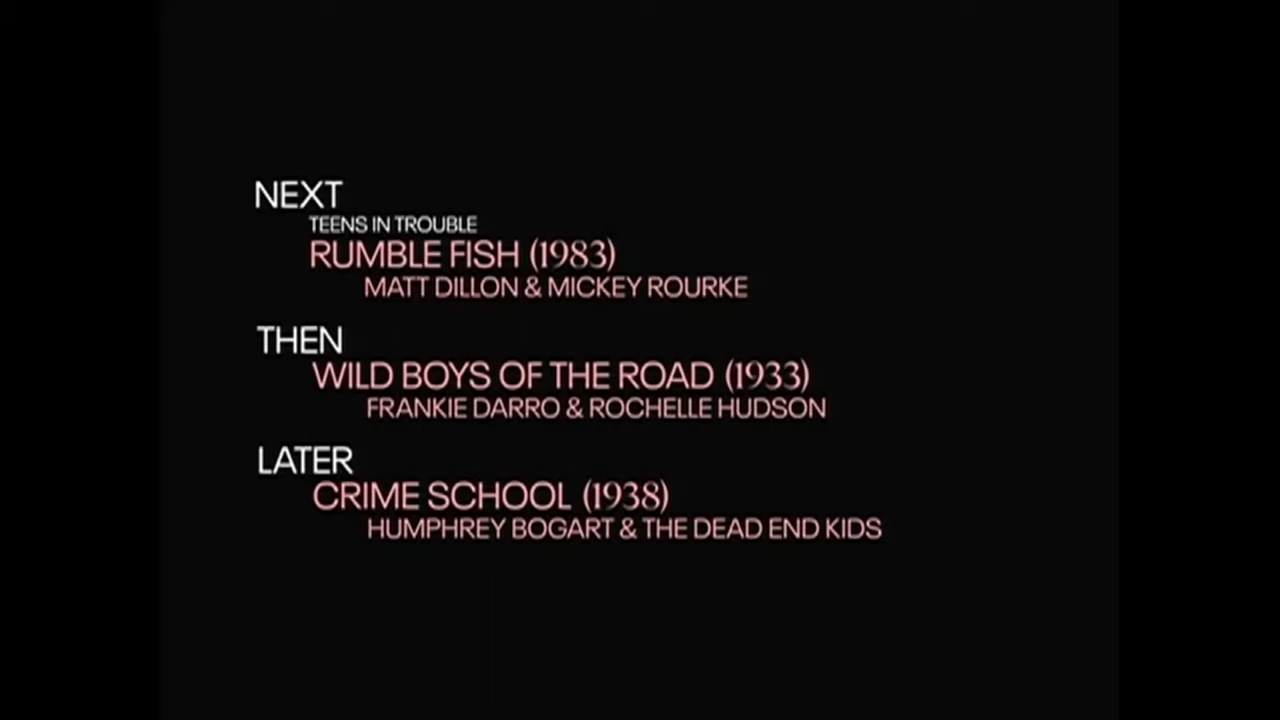 NEXT
TEENS IN TROUBLE
RUMBLE FISH (1983)
MATT DILLON & MICKEY ROURKE
THEN
WILD BOYS OF THE ROAD (1933)
FRANKIE DARRO & ROCHELLE HUDSON
LATER
CRIME SCHOOL (1938)
HUMPHREY BOGART & THE DEAD END KIDS